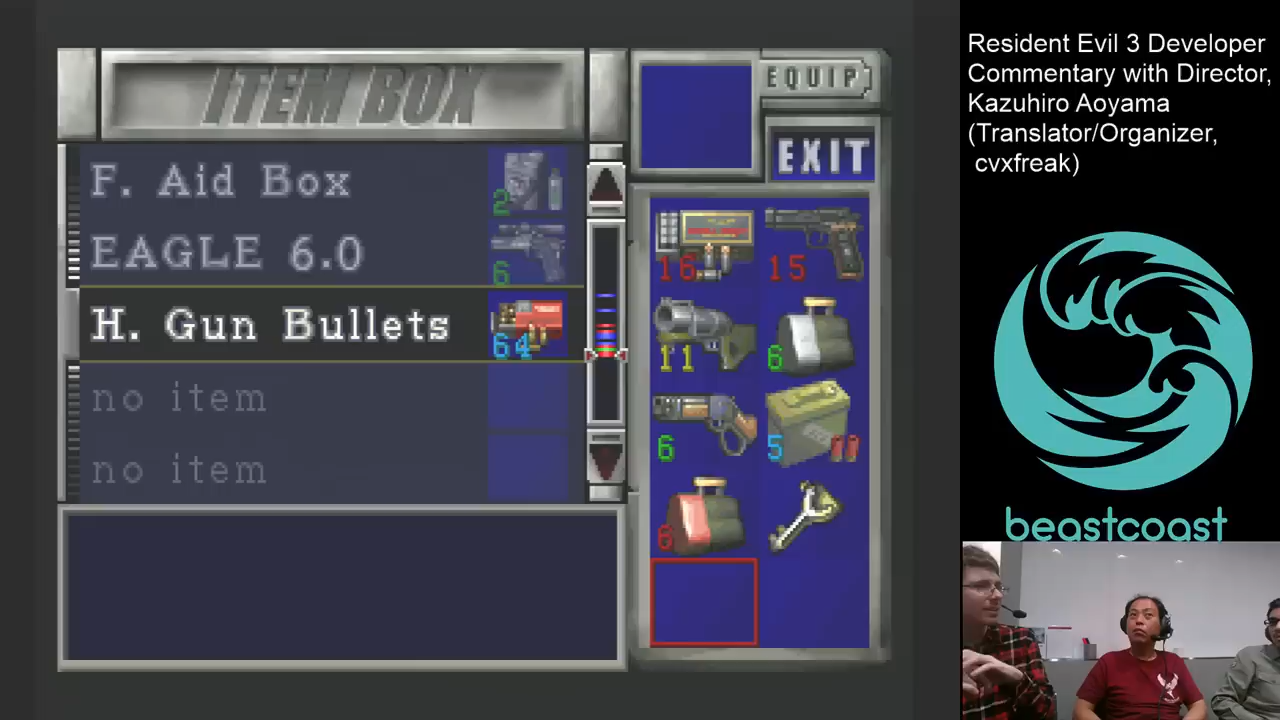 ITEM BOX
EQUIP
EXIT
F. Aid Box
2
EAGLE 6.0
6
H. Gun Bullets
64
no item
no item
16
15
11
6
6
5
6
Resident Evil 3 Developer
Commentary with Director,
Kazuhiro Aoyama
(Translator/Organizer,
cvxfreak)
beastcoast